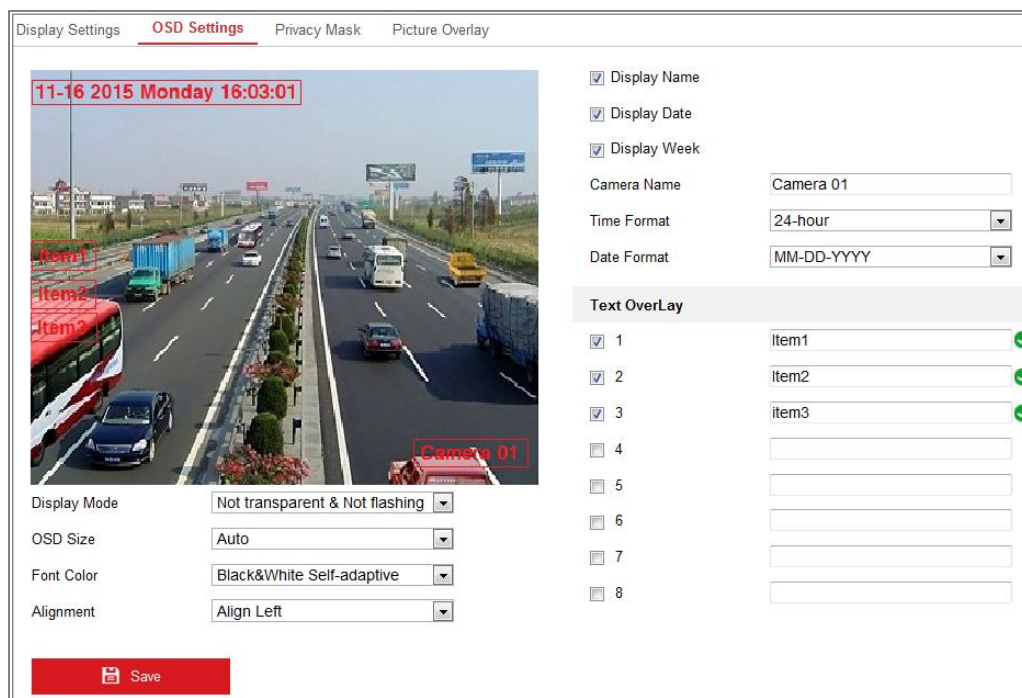 Display Settings OSD Settings Privacy Mask Picture Overlay
11-16 2015 Monday 16:03:01
Item1
Item2
Item3
Camera 01
Display Mode Not transparent & Not flashing
OSD Size Auto
Font Color Black&White Self-adaptive
Alignment Align Left
Save
Display Name
Display Date
Display Week
Camera Name Camera 01
Time Format 24-hour
Date Format MM-DD-YYYY
Text OverLay
1 Item1
2 Item2
3 item3
4
5
6
7
8